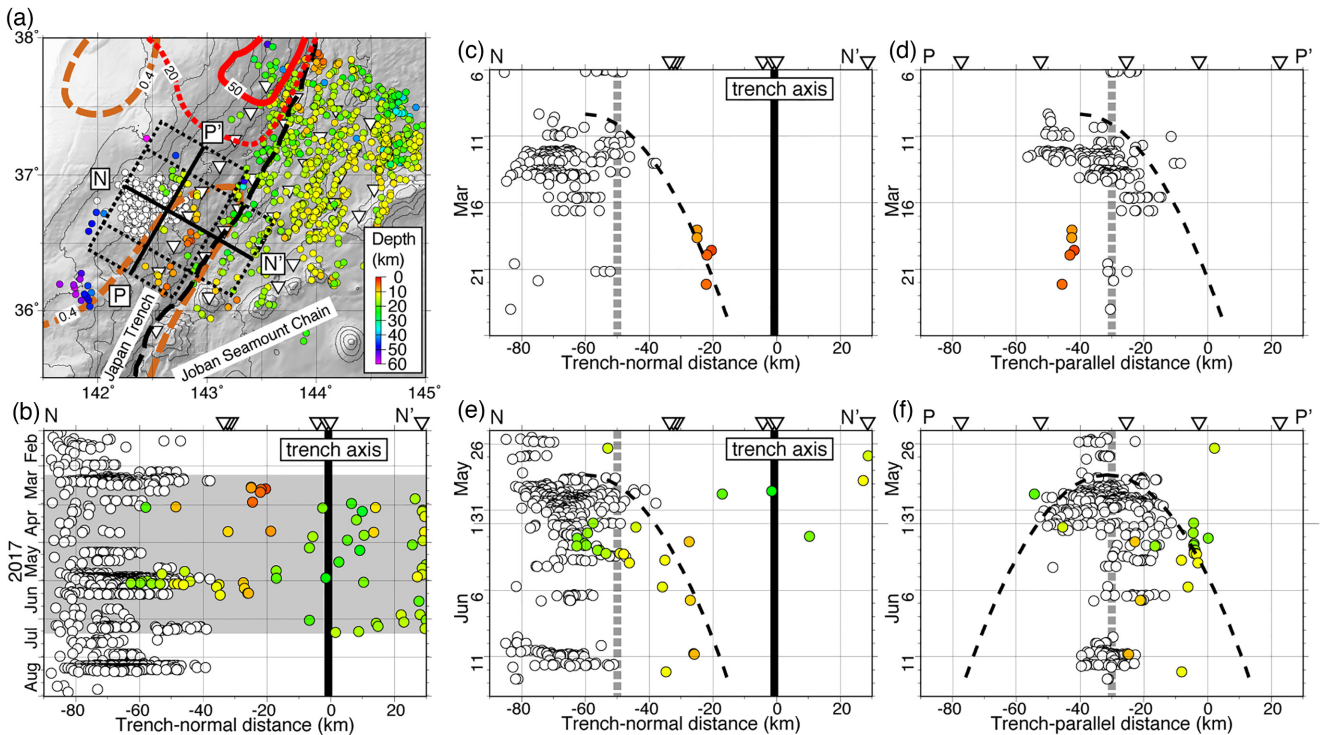 (a)
38°
37°
36°
142°
143°
144°
145°
0.4
20
50
0.4
N
P'
N'
P
Japan Trench
Joban Seamount Chain
Depth
(km)
0
10
20
30
40
50
60
(b)
N
N'
trench axis
2017
Feb
Mar
Apr
May
Jun
Jul
Aug
-80
-60
-40
-20
0
20
Trench-normal distance (km)
(c)
N
N'
trench axis
Mar
6
11
16
21
-80
-60
-40
-20
0
20
Trench-normal distance (km)
(d)
P
P'
Mar
6
11
16
21
-60
-40
-20
0
20
Trench-parallel distance (km)
(e)
N
N'
trench axis
May
Jun
26
31
6
11
-80
-60
-40
-20
0
20
Trench-normal distance (km)
(f)
P
P'
May
Jun
26
31
6
11
-60
-40
-20
0
20
Trench-parallel distance (km)